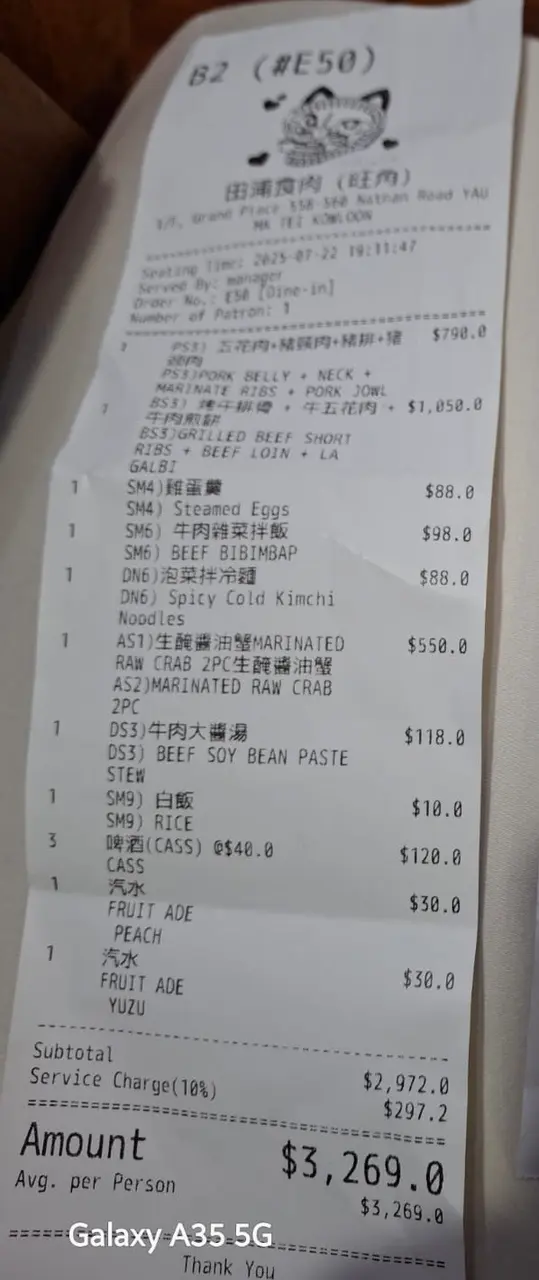 B2 (#E50)
田浦食肉 (旺角)
1/F, Grand Place 558-560 Nathan Road YAU
MA TEI KOWLOON
Seating Time: 2025-07-22 19:11:47
Served By: manager
Order No.: E50 [Dine-in]
Number of Patron: 1
1 PS3) 五花肉+豬頸肉+豬排+豬 $790.0
頭肉
PS3)PORK BELLY + NECK +
MARINATE RIBS + PORK JOWL
1 BS3) 烤牛排骨 + 牛五花肉 + $1,050.0
牛肉煎餅
BS3)GRILLED BEEF SHORT
RIBS + BEEF LOIN + LA
GALBI
1 SM4)雞蛋羹 $88.0
SM4) Steamed Eggs
1 SM6) 牛肉雜菜拌飯 $98.0
SM6) BEEF BIBIMBAP
1 DN6)泡菜拌冷麵 $88.0
DN6) Spicy Cold Kimchi
Noodles
1 AS1)生醃醬油蟹MARINATED $550.0
RAW CRAB 2PC生醃醬油蟹
AS2)MARINATED RAW CRAB
2PC
1 DS3)牛肉大醬湯 $118.0
DS3) BEEF SOY BEAN PASTE
STEW
1 SM9) 白飯 $10.0
SM9) RICE
3 啤酒(CASS) @$40.0 $120.0
CASS
1 汽水 $30.0
FRUIT ADE
PEACH
1 汽水 $30.0
FRUIT ADE
YUZU
Subtotal $2,972.0
Service Charge(10%) $297.2
Amount $3,269.0
Avg. per Person $3,269.0
Galaxy A35 5G
Thank You